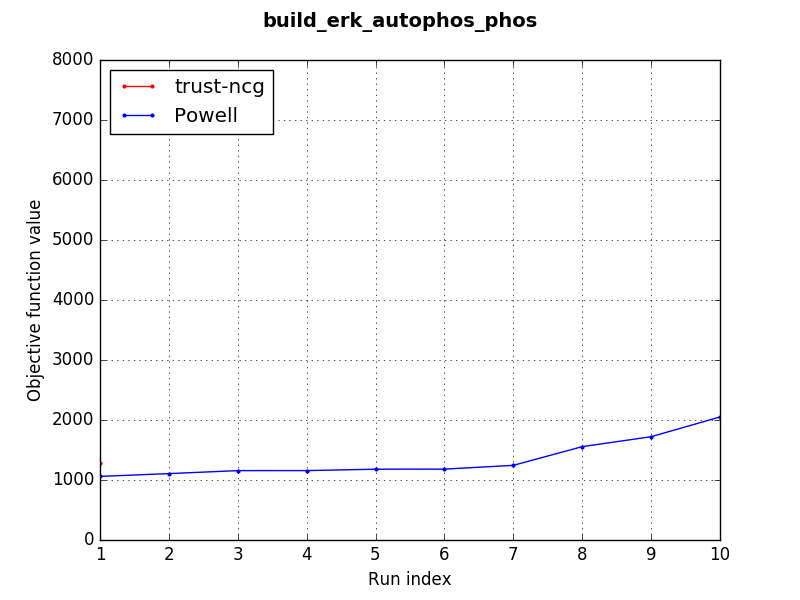 build_erk_autophos_phos
trust-ncg
Powell
Objective function value
8000
7000
6000
5000
4000
3000
2000
1000
0
1 2 3 4 5 6 7 8 9 10
Run index